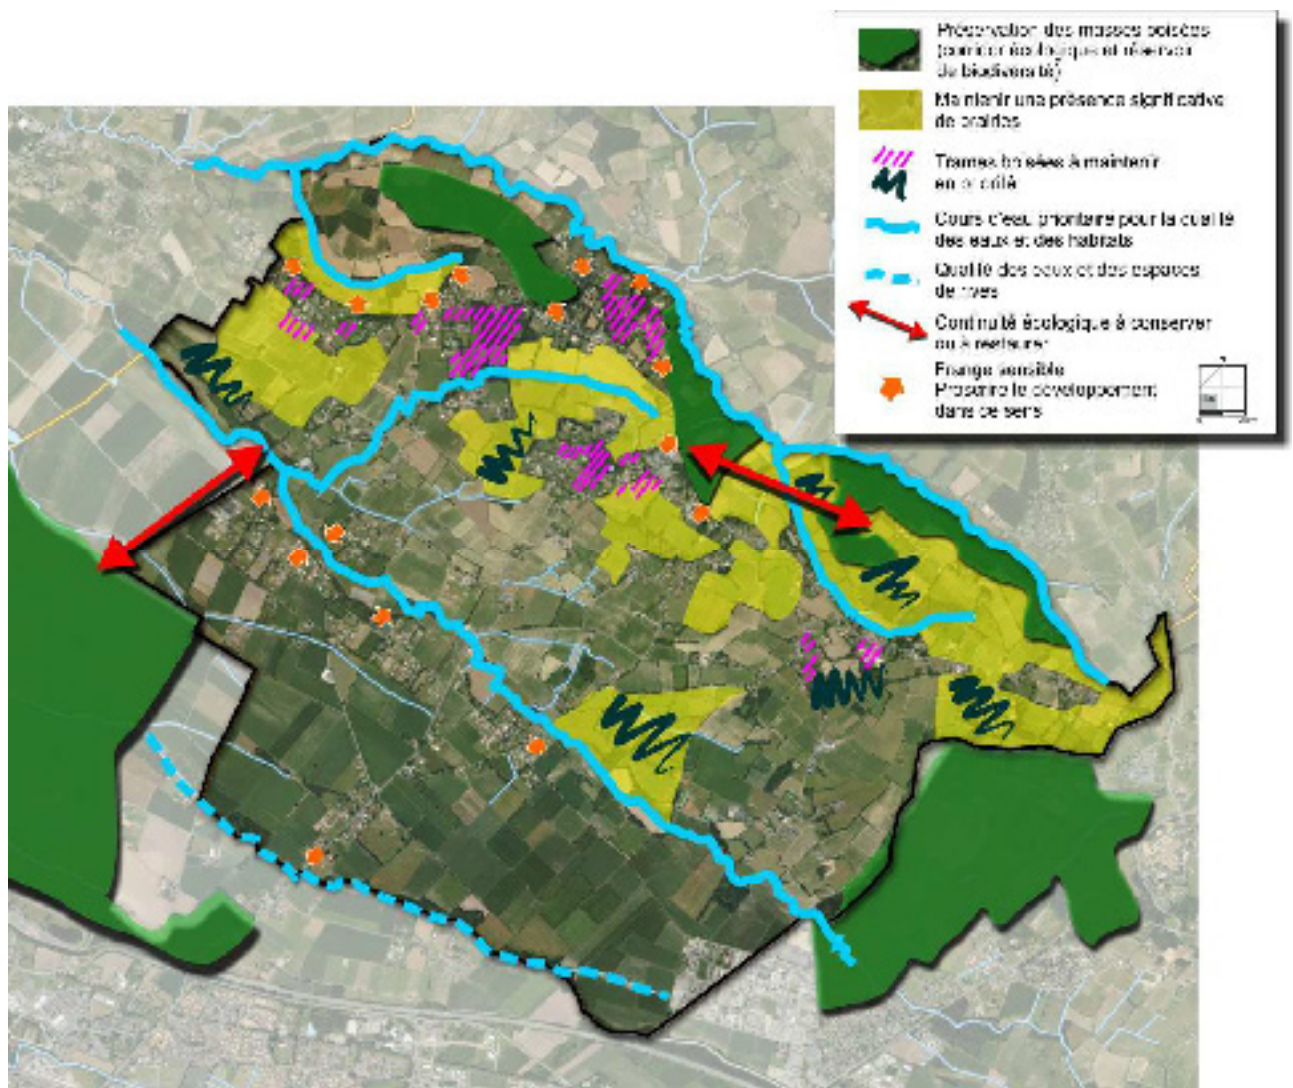 Préservation des masses boisées
(corridor écologique et réservoir
de biodiversité)
Maintenir une présence significative
de prairies
Trames boisées à maintenir
en priorité
Cours d'eau prioritaire pour la qualité
des eaux et des habitats
Qualité des eaux et des espaces
de rives
Continuité écologique à conserver
ou à restaurer
Frange sensible
Proscrire le développement
dans ce sens